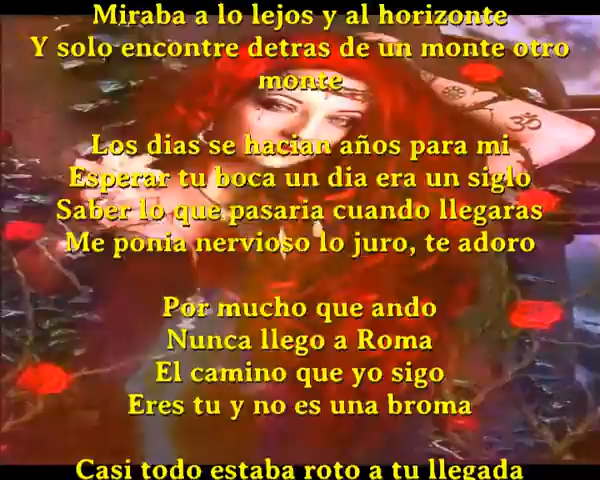 Miraba a lo lejos y al horizonte
Y solo encontre detras de un monte otro
monte
Los dias se hacian años para mi
Esperar tu boca un dia era un siglo
Saber lo que pasaria cuando llegaras
Me ponia nervioso lo juro, te adoro
Por mucho que ando
Nunca llego a Roma
El camino que yo sigo
Eres tu y no es una broma
Casi todo estaba roto a tu llegada